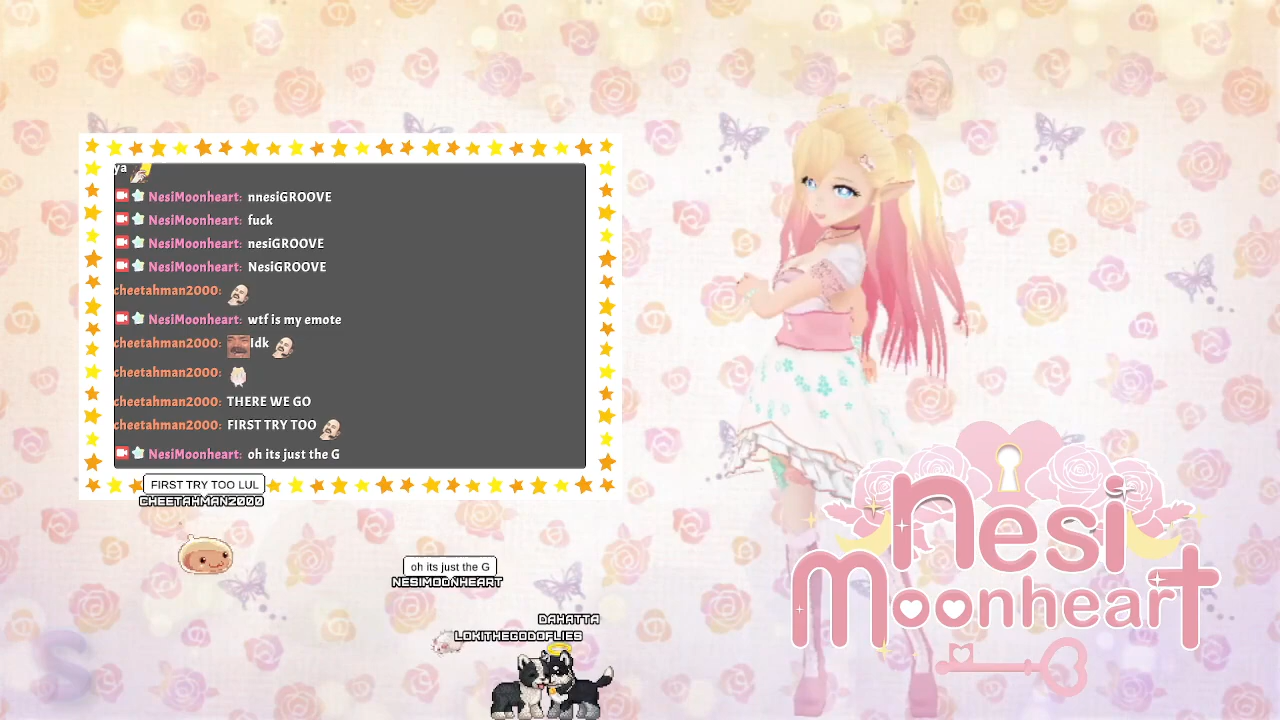 ya
NesiMoonheart: nnesiGROOVE
NesiMoonheart: fuck
NesiMoonheart: nesiGROOVE
NesiMoonheart: NesiGROOVE
cheetahman2000:
NesiMoonheart: wtf is my emote
cheetahman2000: Idk
cheetahman2000:
cheetahman2000: THERE WE GO
cheetahman2000: FIRST TRY TOO
NesiMoonheart: oh its just the G
FIRST TRY TOO LUL
CHEETAHMAN2000
oh its just the G
NESIMOONHEART
DAHATTA
LOKITHEGODOFLIES
nesi
moonheart
S